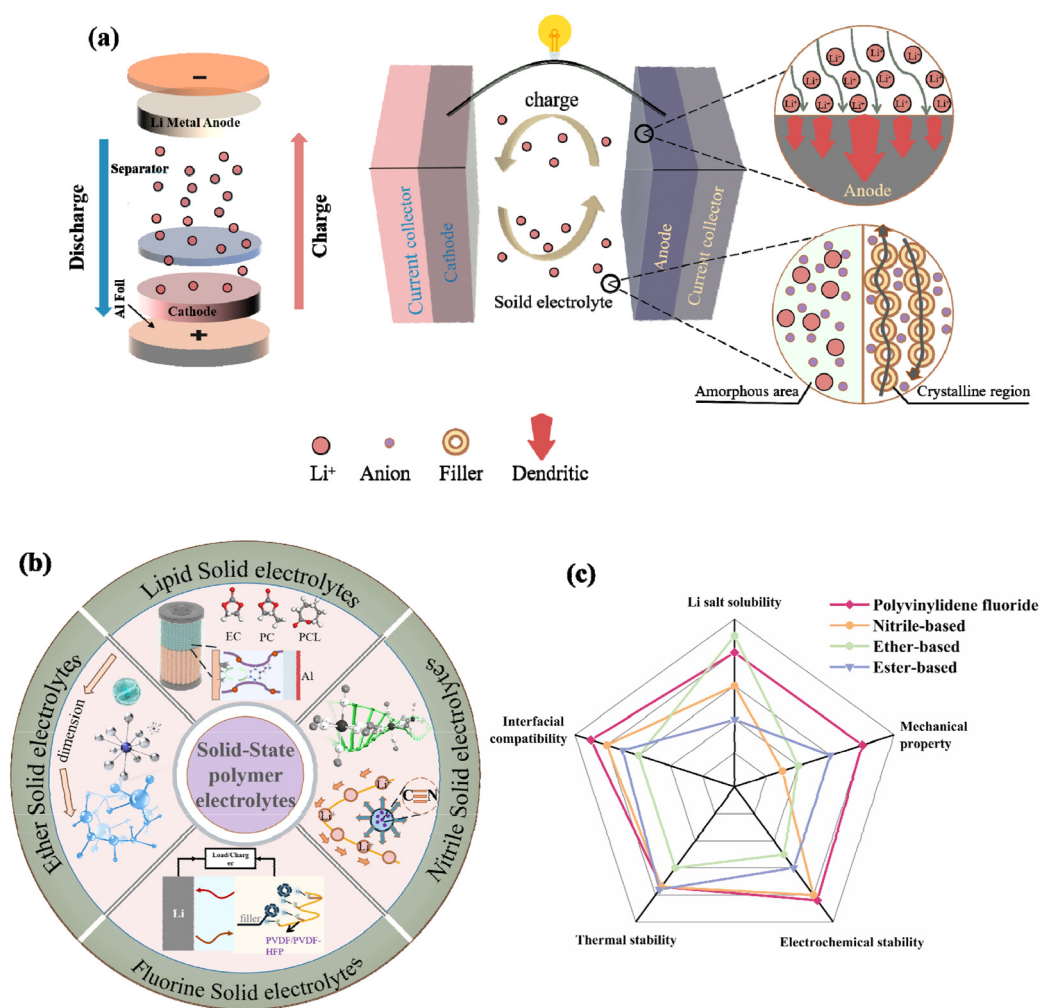 (a)
−
Li Metal Anode
Separator
Discharge
Charge
Al Foil
Cathode
+
charge
Current collector
Cathode
Anode
Current collector
Soild electrolyte
Li⁺
Li⁺
Li⁺
Li⁺
Li⁺
Li⁺
Li⁺
Li⁺
Li⁺
Li⁺
Li⁺
Li⁺
Anode
Amorphous area
Crystalline region
Li⁺
Anion
Filler
Dendritic
(b)
Lipid Solid electrolytes
EC
PC
PCL
Al
Ether Solid electrolytes
dimension
Nitrile Solid electrolytes
C≡N
Li⁺
Li⁺
Li⁺
Solid-State
polymer
electrolytes
Load/Charg
er
Li
filler
PVDF/PVDF-
HFP
Fluorine Solid electrolytes
(c)
Li salt solubility
Polyvinylidene fluoride
Nitrile-based
Ether-based
Ester-based
Interfacial
compatibility
Mechanical
property
Thermal stability
Electrochemical stability